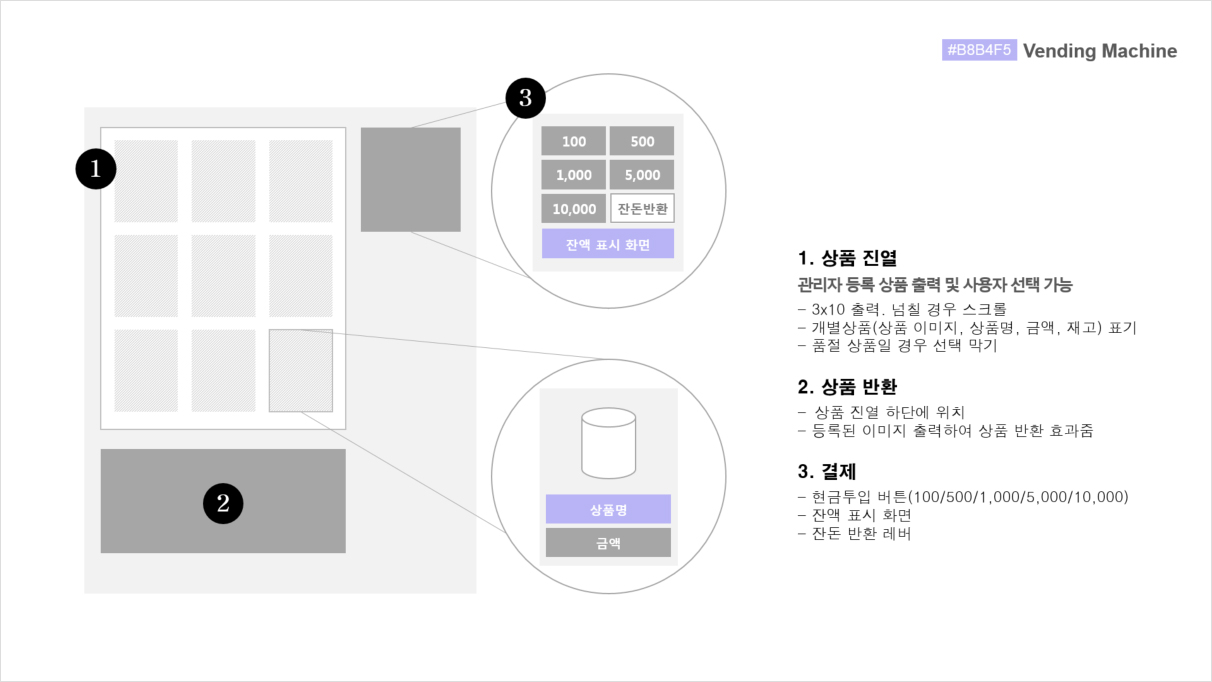 #B8B4F5 Vending Machine
1
3
100 500
1,000 5,000
10,000 잔돈반환
잔액 표시 화면
2
상품명
금액
1. 상품 진열
관리자 등록 상품 출력 및 사용자 선택 가능
- 3x10 출력. 넘칠 경우 스크롤
- 개별상품(상품 이미지, 상품명, 금액, 재고) 표기
- 품절 상품일 경우 선택 막기
2. 상품 반환
- 상품 진열 하단에 위치
- 등록된 이미지 출력하여 상품 반환 효과줌
3. 결제
- 현금투입 버튼(100/500/1,000/5,000/10,000)
- 잔액 표시 화면
- 잔돈 반환 레버